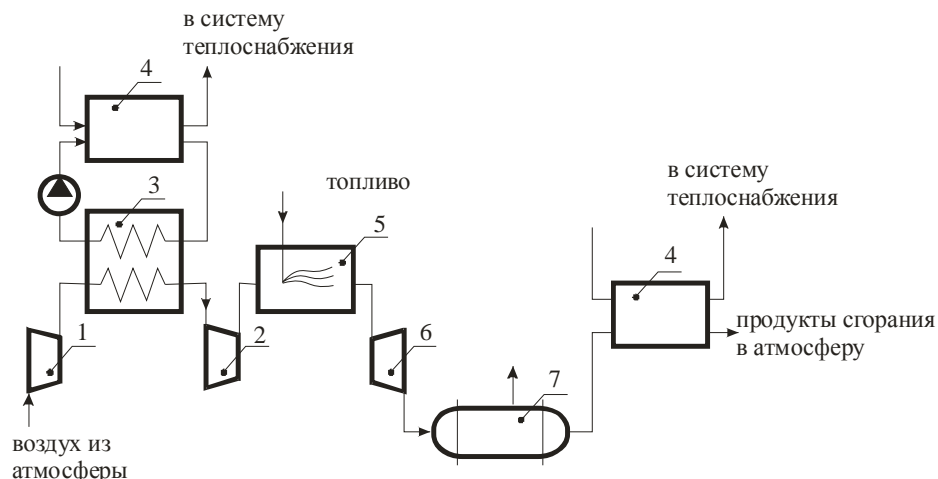 в систему
теплоснабжения
4
3
топливо
5
в систему
теплоснабжения
4
1
2
6
продукты сгорания
в атмосферу
7
воздух из
атмосферы